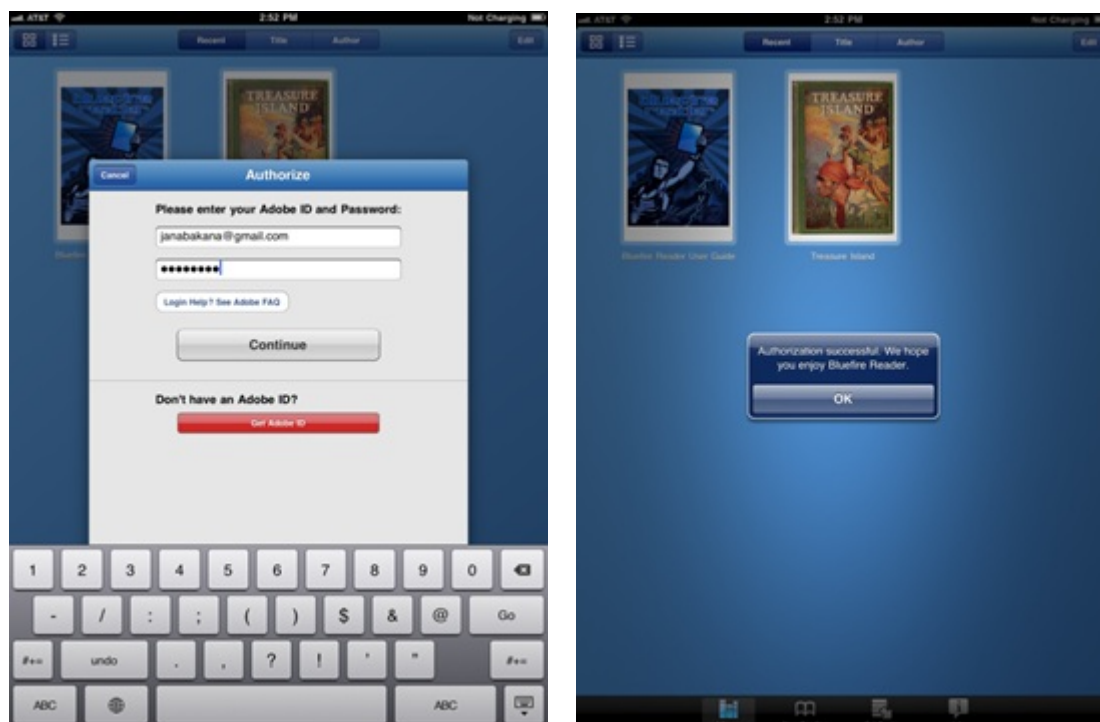 AT&T 2:52 PM Not Charging
Recent Title Author Edit
TREASURE
ISLAND
Cancel Authorize
Please enter your Adobe ID and Password:
janabakana@gmail.com
••••••••
Login Help? See Adobe FAQ
Continue
Don't have an Adobe ID?
Get Adobe ID
1 2 3 4 5 6 7 8 9 0
- / : ; ( ) $ & @ Go
#+= undo . , ? ! ' " #+=
ABC ABC
AT&T 2:52 PM Not Charging
Recent Title Author Edit
TREASURE
ISLAND
Bluefire Reader User Guide Treasure Island
Authorization successful. We hope
you enjoy Bluefire Reader.
OK